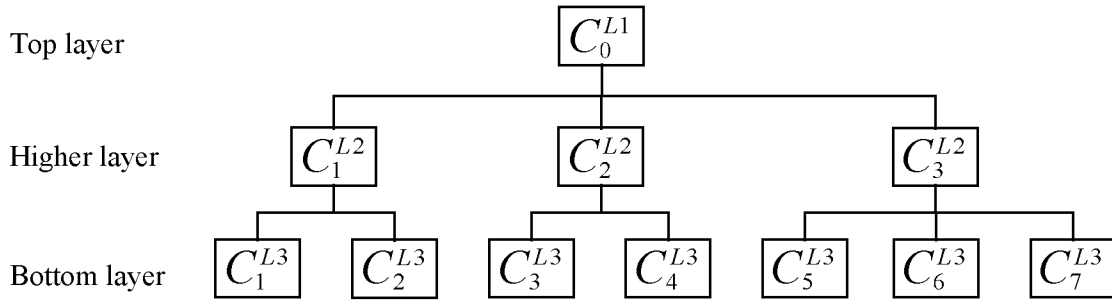 Top layer C_0^{L1}
Higher layer C_1^{L2} C_2^{L2} C_3^{L2}
Bottom layer C_1^{L3} C_2^{L3} C_3^{L3} C_4^{L3} C_5^{L3} C_6^{L3} C_7^{L3}